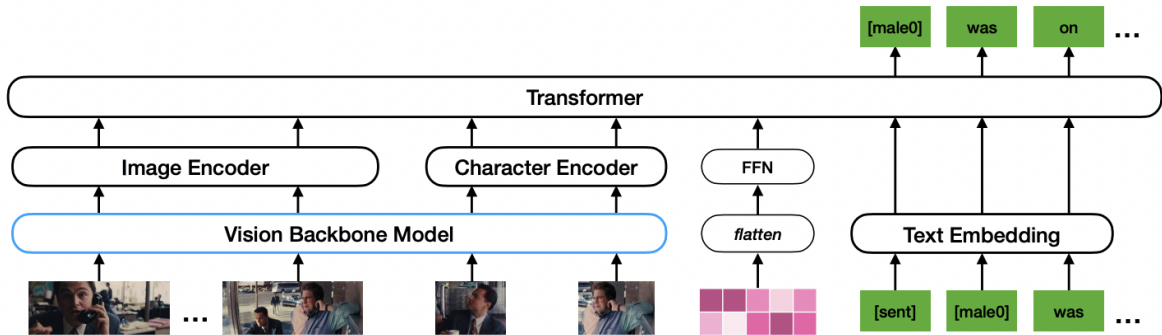 [male0] was on ...
Transformer
Image Encoder Character Encoder FFN
Vision Backbone Model flatten Text Embedding
... [sent] [male0] was ...